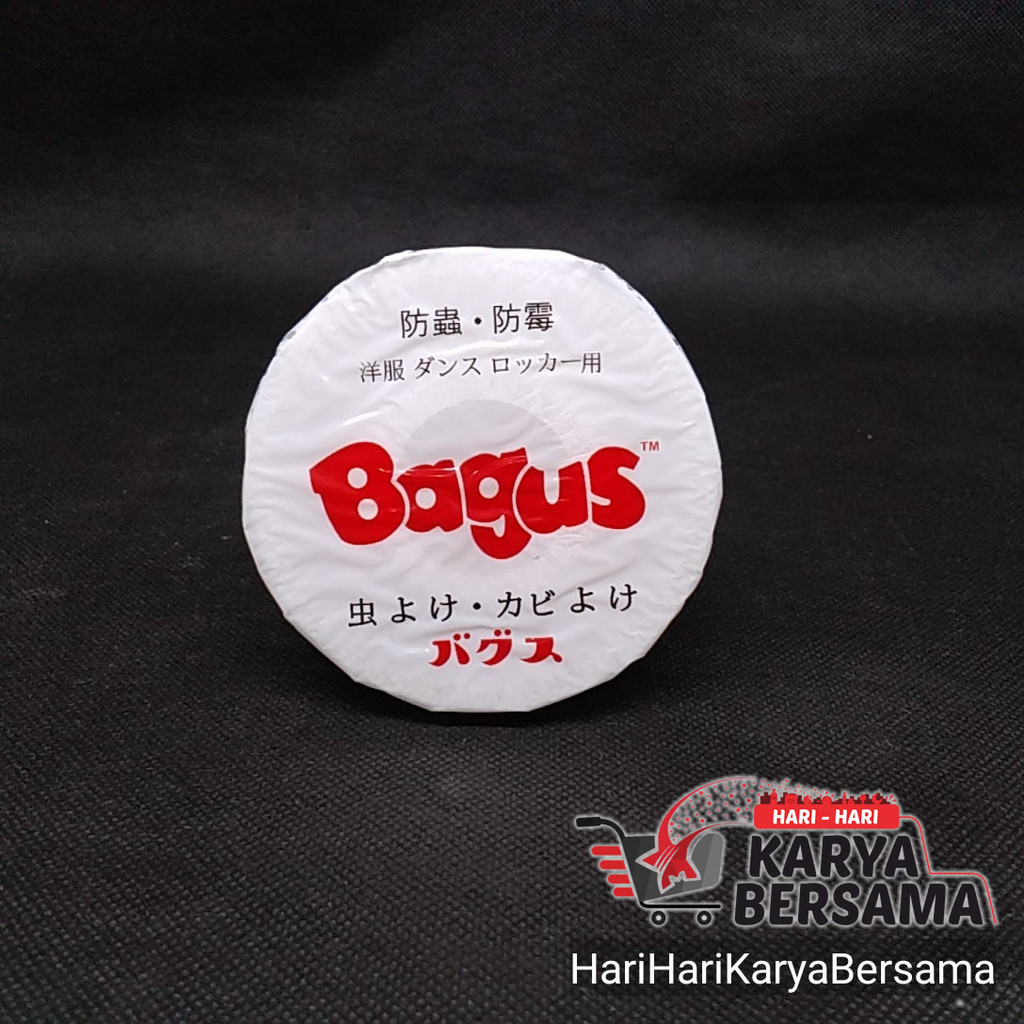 防蟲・防霉
洋服 ダンス ロッカー用
Bagus™
虫よけ・カビよけ
バグス
HARI - HARI
KARYA
BERSAMA
HariHariKaryaBersama